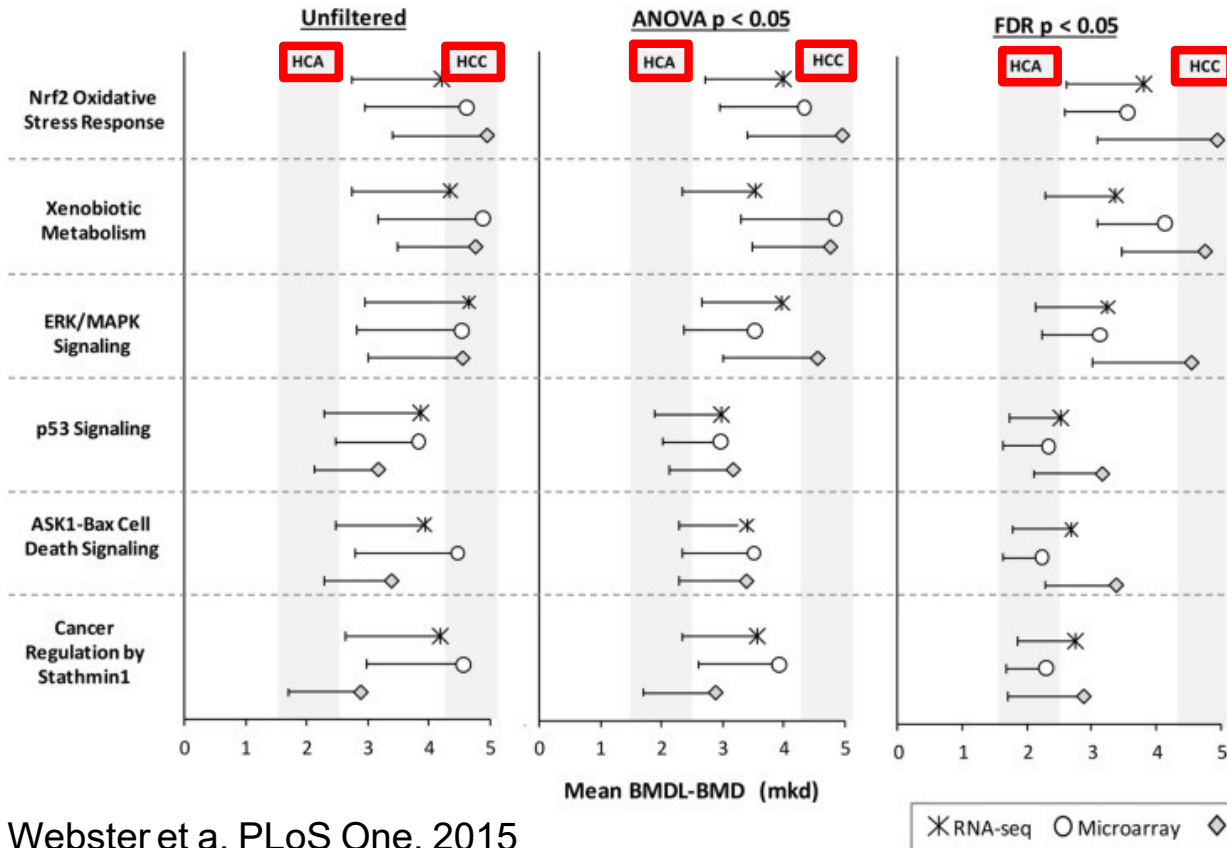 Unfiltered
ANOVA p < 0.05
FDR p < 0.05
HCA
HCC
HCA
HCC
HCA
HCC
Nrf2 Oxidative
Stress Response
Xenobiotic
Metabolism
ERK/MAPK
Signaling
p53 Signaling
ASK1-Bax Cell
Death Signaling
Cancer
Regulation by
Stathmin1
0 1 2 3 4 5
0 1 2 3 4 5
0 1 2 3 4 5
Mean BMDL-BMD (mkd)
RNA-seq Microarray
Webster et a. PLoS One. 2015